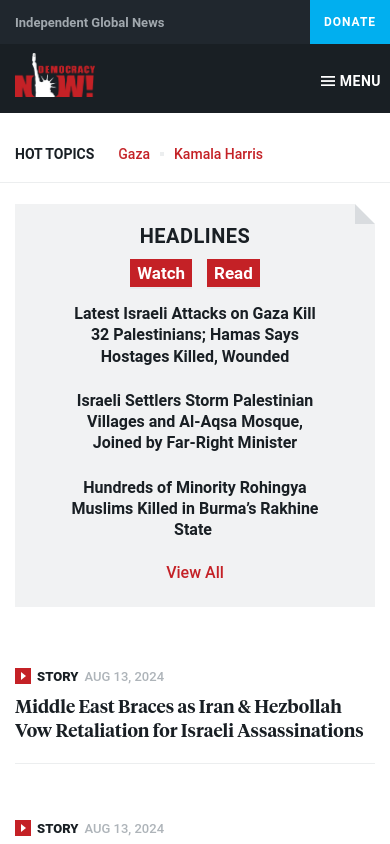 Independent Global News
DONATE
DEMOCRACY
NOW!
MENU
HOT TOPICS
Gaza
Kamala Harris
HEADLINES
Watch
Read
Latest Israeli Attacks on Gaza Kill
32 Palestinians; Hamas Says
Hostages Killed, Wounded
Israeli Settlers Storm Palestinian
Villages and Al-Aqsa Mosque,
Joined by Far-Right Minister
Hundreds of Minority Rohingya
Muslims Killed in Burma’s Rakhine
State
View All
STORY AUG 13, 2024
Middle East Braces as Iran & Hezbollah
Vow Retaliation for Israeli Assassinations
STORY AUG 13, 2024